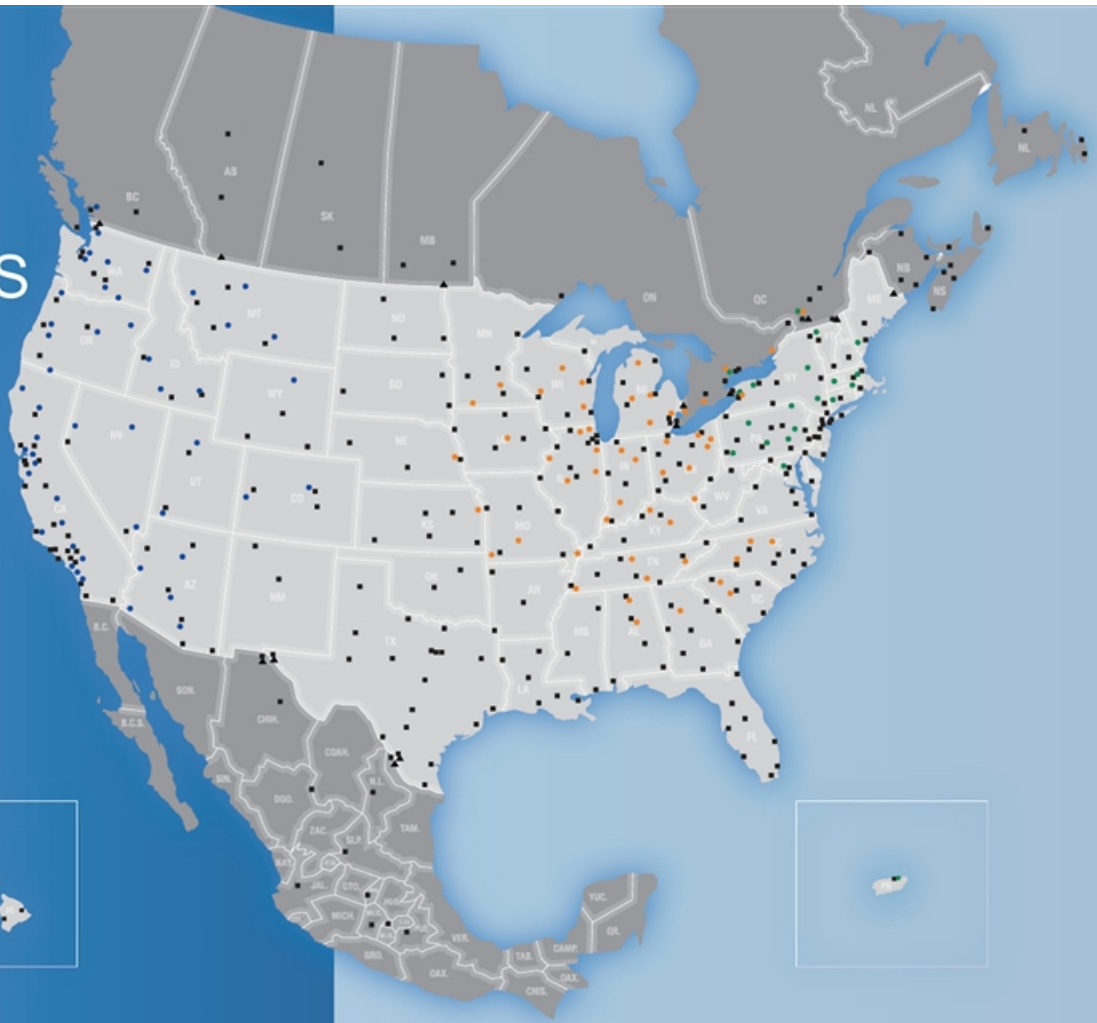 NL
AB
NL
BC
SK
MB
S
WA
NB
QC
ON
ME
NS
MT
ND
MN
OR
ID
SD
WI
MI
NY
WY
NV
NE
PA
UT
IN
CO
WV
CA
VA
KS
MO
KY
OK
TN
AZ
NM
AR
SC
B.C.
TX
MS
AL
GA
SON.
LA
CHIH.
B.C.S.
FL
COAH.
SIN.
N.L.
DGO.
ZAC.
TAM.
SLP.
NAY.
JAL.
GTO.
YUC.
MICH.
VER.
QR.
GRO.
CAMP.
TAB.
OAX.
OAX.
CHIS.